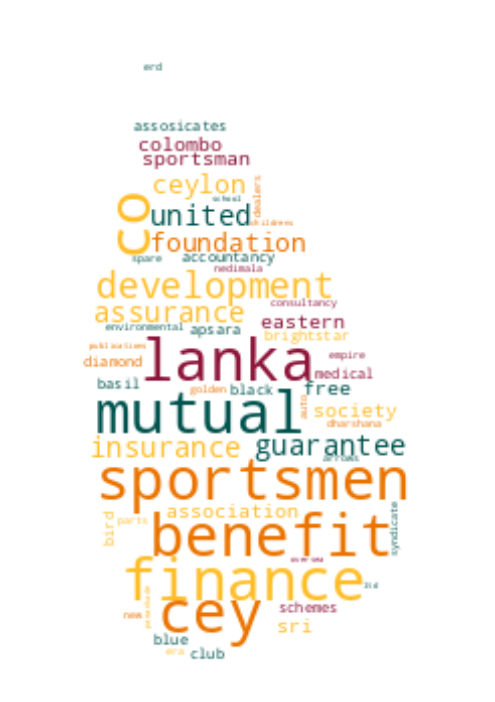 erd
assosicates
colombo
sportsman
ceylon
school
dealers
co
united
childrens
foundation
spare
accountancy
nedimala
development
consultancy
assurance
eastern
environmental
apsara
brightstar
publications
lanka
empire
diamond
medical
basil
golden
black
free
auto
mutual
society
dharshana
insurance
guarantee
arrows
sportsmen
association
bird
parts
syndicate
benefit
finance
ltd
cey
schemes
new
sri
blue
era
club